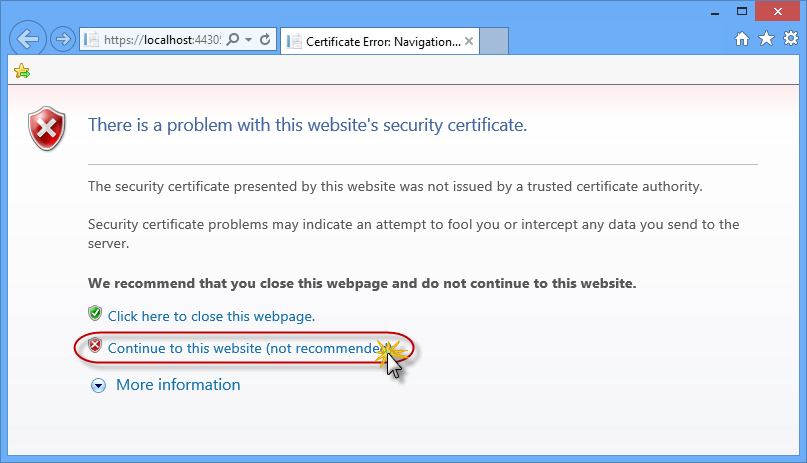 https://localhost:4430
Certificate Error: Navigation...
There is a problem with this website's security certificate.
The security certificate presented by this website was not issued by a trusted certificate authority.
Security certificate problems may indicate an attempt to fool you or intercept any data you send to the
server.
We recommend that you close this webpage and do not continue to this website.
Click here to close this webpage.
Continue to this website (not recommended).
More information